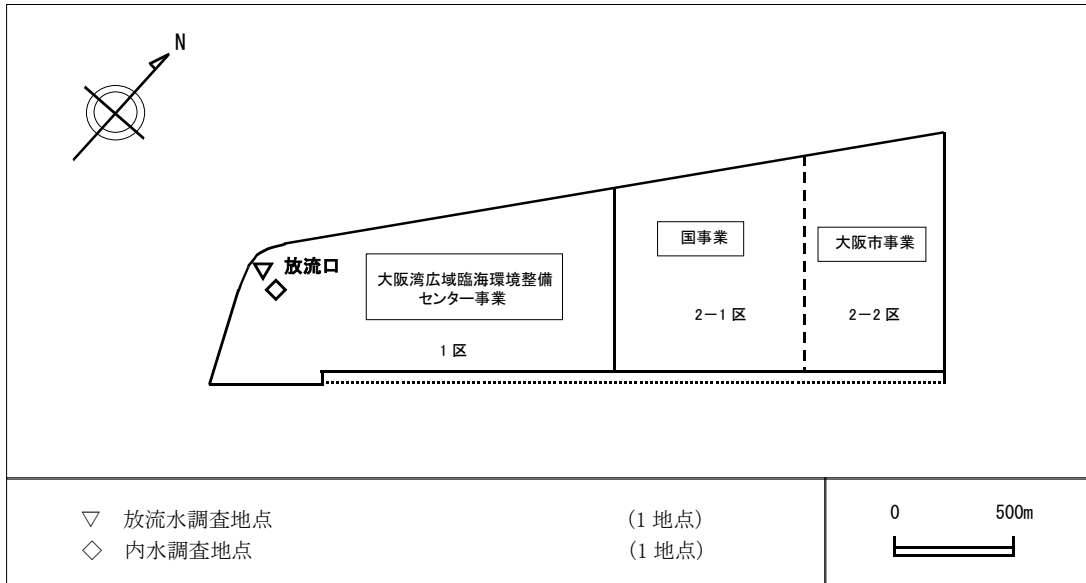 N
放流口
大阪湾広域臨海環境整備
センター事業
1 区
国事業
2－1 区
大阪市事業
2－2 区
▽ 放流水調査地点 (1 地点)
◇ 内水調査地点 (1 地点)
0 500m